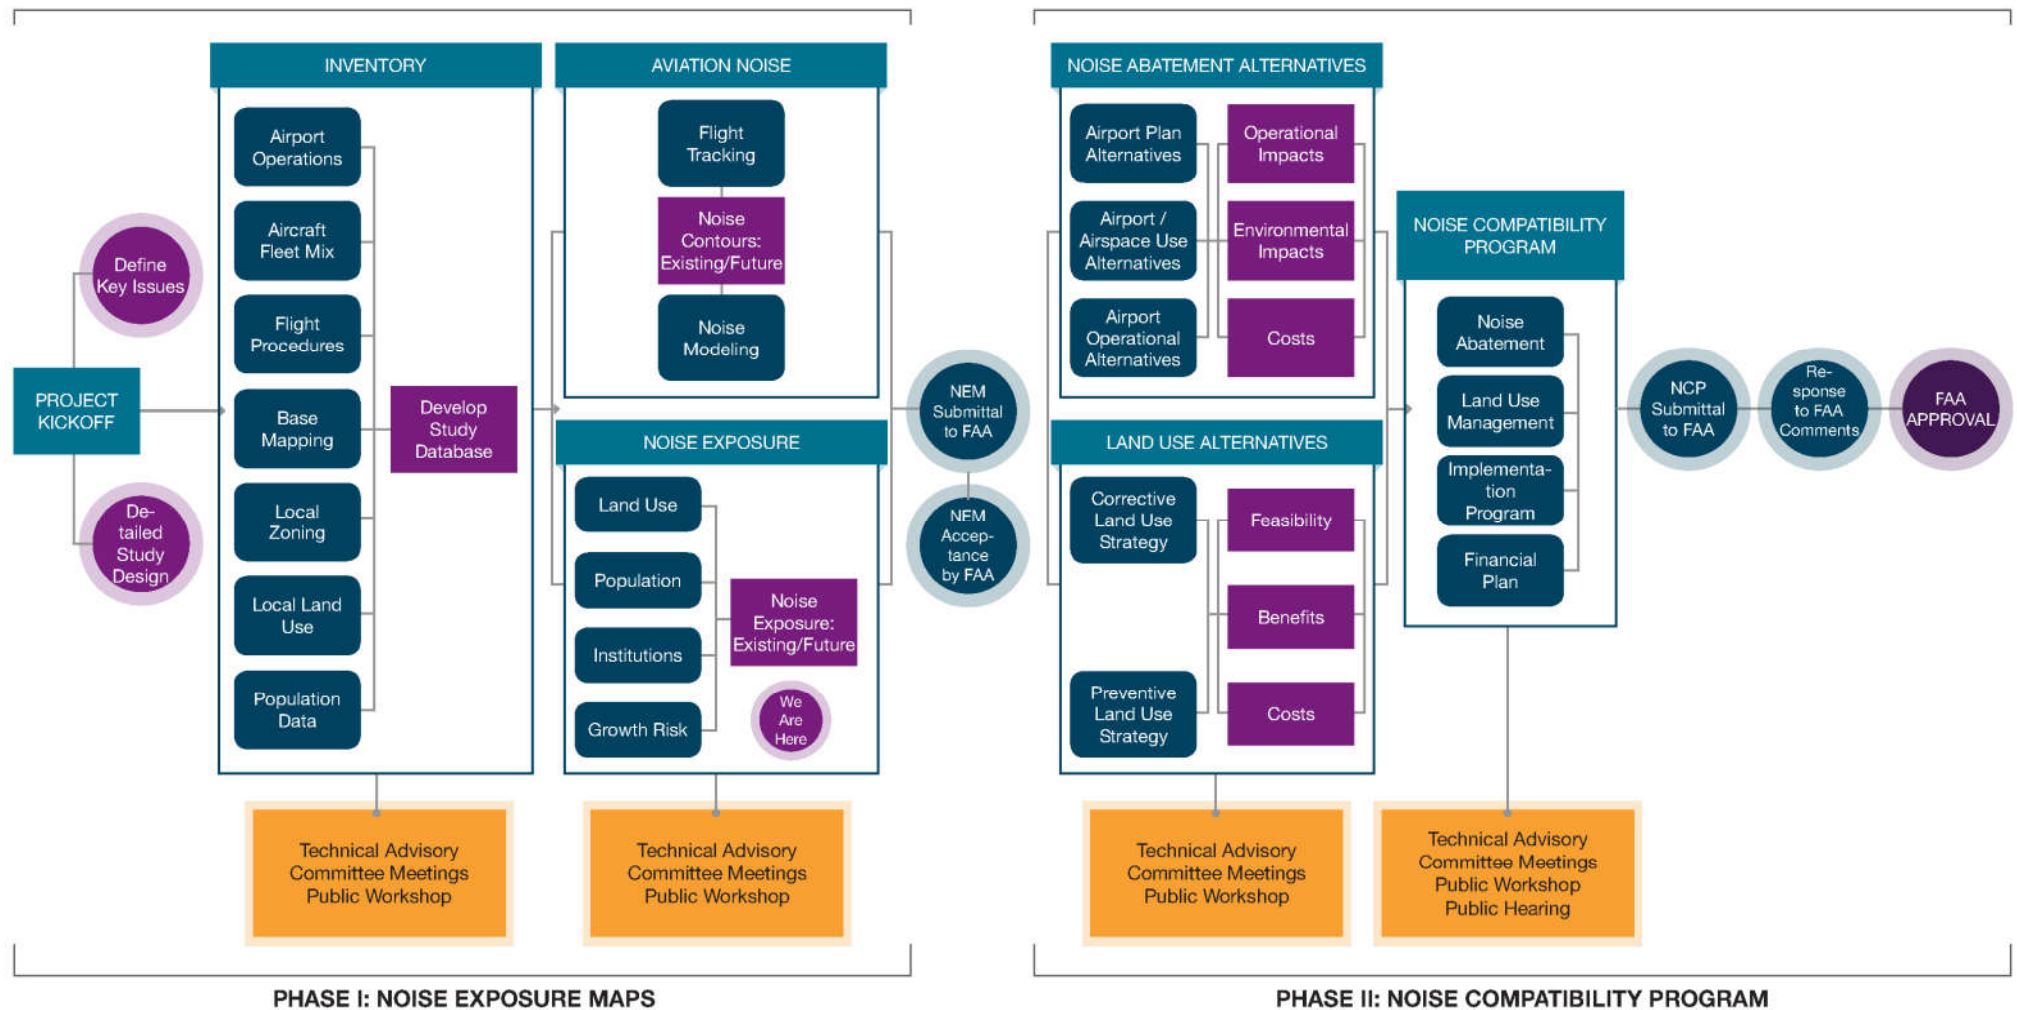 PROJECT
KICKOFF
Define
Key Issues
De-
tailed
Study
Design
INVENTORY
Airport
Operations
Aircraft
Fleet Mix
Flight
Procedures
Base
Mapping
Local
Zoning
Local Land
Use
Population
Data
Develop
Study
Database
Technical Advisory
Committee Meetings
Public Workshop
AVIATION NOISE
Flight
Tracking
Noise
Contours:
Existing/Future
Noise
Modeling
NOISE EXPOSURE
Land Use
Population
Institutions
Growth Risk
Noise
Exposure:
Existing/Future
We
Are
Here
Technical Advisory
Committee Meetings
Public Workshop
NEM
Submittal
to FAA
NEM
Accep-
tance
by FAA
PHASE I: NOISE EXPOSURE MAPS
NOISE ABATEMENT ALTERNATIVES
Airport Plan
Alternatives
Airport /
Airspace Use
Alternatives
Airport
Operational
Alternatives
Operational
Impacts
Environmental
Impacts
Costs
LAND USE ALTERNATIVES
Corrective
Land Use
Strategy
Preventive
Land Use
Strategy
Feasibility
Benefits
Costs
Technical Advisory
Committee Meetings
Public Workshop
NOISE COMPATIBILITY
PROGRAM
Noise
Abatement
Land Use
Management
Implementa-
tion
Program
Financial
Plan
Technical Advisory
Committee Meetings
Public Workshop
Public Hearing
NCP
Submittal
to FAA
Re-
sponse
to FAA
Comments
FAA
APPROVAL
PHASE II: NOISE COMPATIBILITY PROGRAM